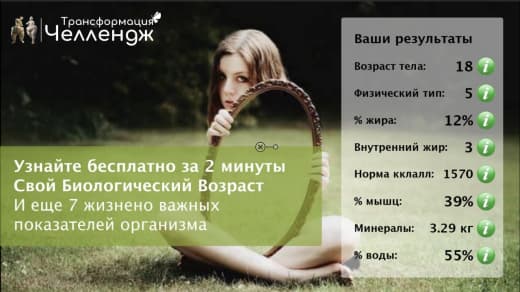 Трансформация
Челлендж
Узнайте бесплатно за 2 минуты
Свой Биологический Возраст
И еще 7 жизнено важных
показателей организма
Ваши результаты
Возраст тела: 18
Физический тип: 5
% жира: 12%
Внутренний жир: 3
Норма ккалл: 1570
% мышц: 39%
Минералы: 3.29 кг
% воды: 55%